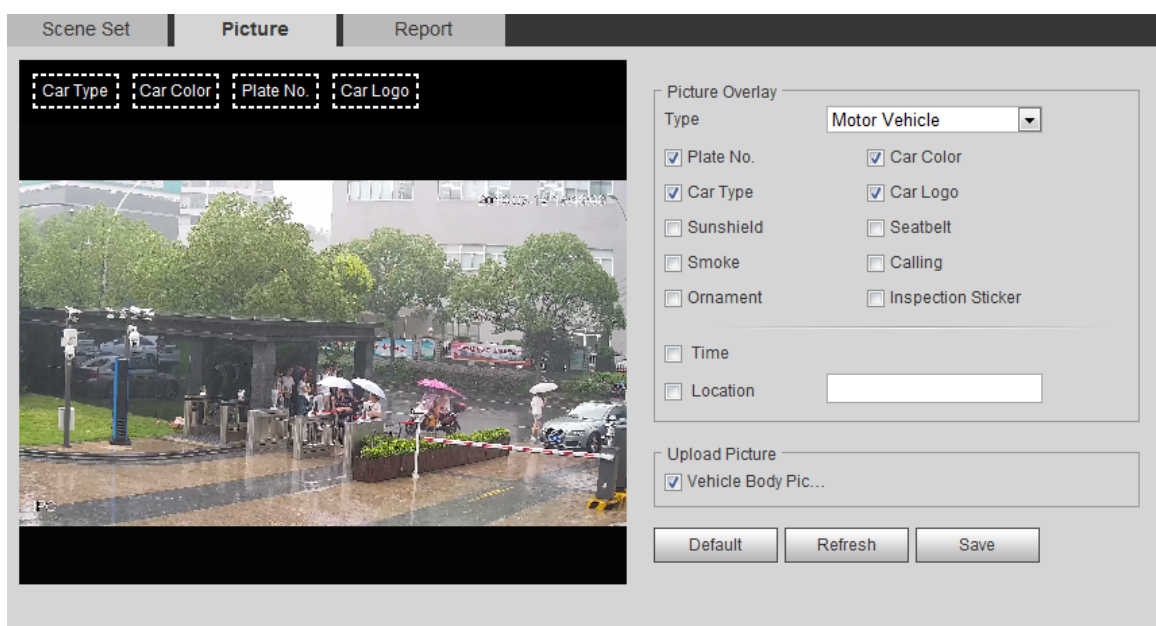 Scene Set Picture Report
Car Type Car Color Plate No. Car Logo
Picture Overlay
Type Motor Vehicle
Plate No. Car Color
Car Type Car Logo
Sunshield Seatbelt
Smoke Calling
Ornament Inspection Sticker
Time
Location
Upload Picture
Vehicle Body Pic...
Default Refresh Save